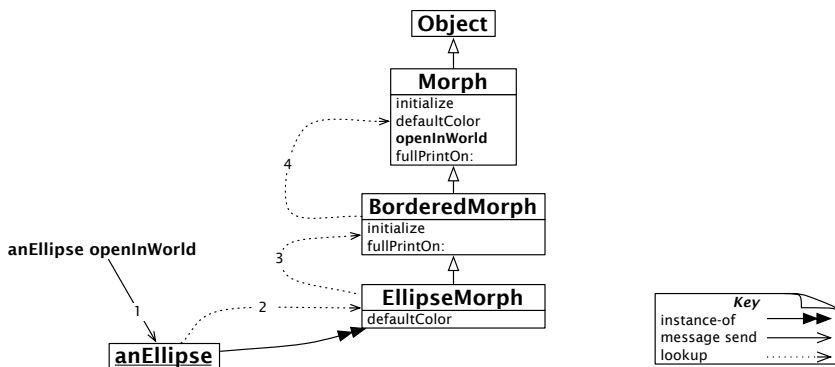 Object
Morph
initialize
defaultColor
openInWorld
fullPrintOn:
4
BorderedMorph
initialize
fullPrintOn:
anEllipse openInWorld
3
1
2
EllipseMorph
defaultColor
anEllipse
Key
instance-of
message send
lookup